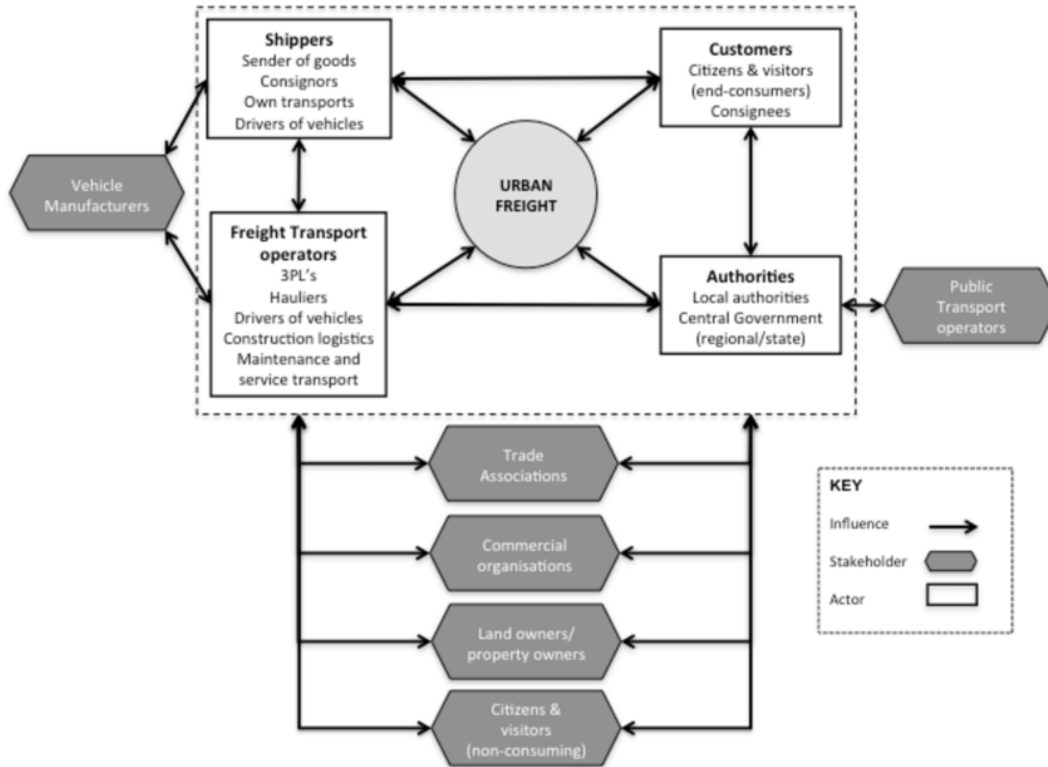 Shippers
Sender of goods
Consignors
Own transports
Drivers of vehicles
Customers
Citizens & visitors
(end-consumers)
Consignees
Vehicle
Manufacturers
URBAN
FREIGHT
Freight Transport
operators
3PL's
Hauliers
Drivers of vehicles
Construction logistics
Maintenance and
service transport
Authorities
Local authorities
Central Government
(regional/state)
Public
Transport
operators
Trade
Associations
Commercial
organisations
Land owners/
property owners
Citizens &
visitors
(non-consuming)
KEY
Influence
Stakeholder
Actor